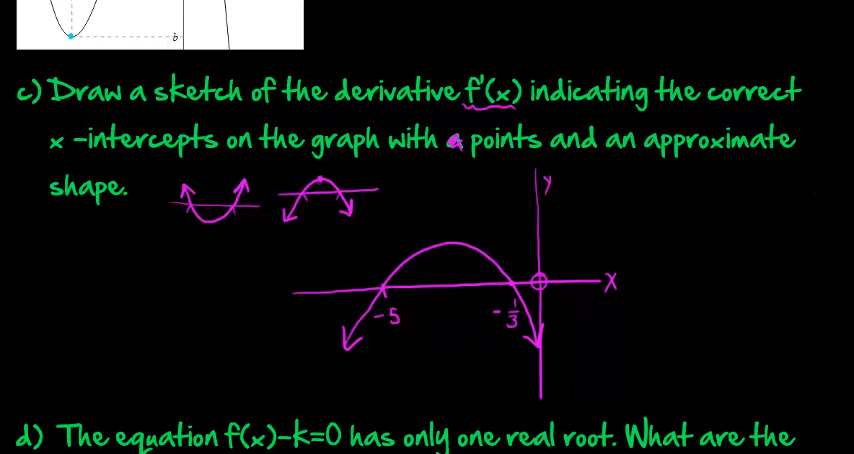 b
c) Draw a sketch of the derivative f'(x) indicating the correct
x-intercepts on the graph with points and an approximate
shape.
y
x
-5
-1/3
d) The equation f(x)-k=0 has only one real root. What are the